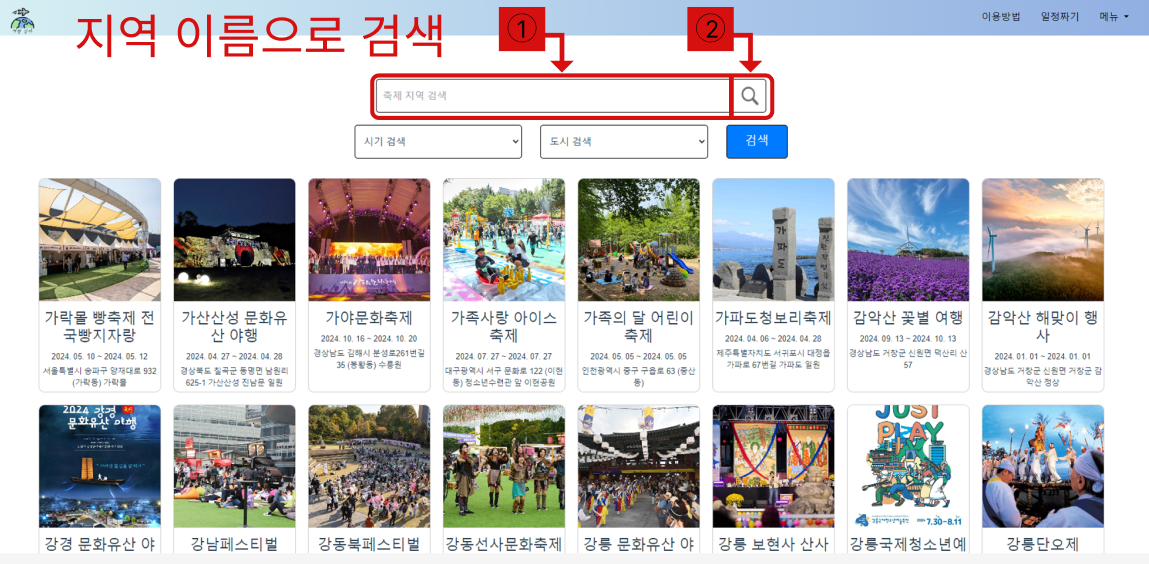 이용방법 일정짜기 메뉴
지역 이름으로 검색
① ②
축제 지역 검색
시기 검색 도시 검색 검색
가락몰 빵축제 전
국빵지자랑
2024. 05. 10 ~ 2024. 05. 12
서울특별시 송파구 양재대로 932
(가락동) 가락몰
가산산성 문화유
산 야행
2024. 04. 27 ~ 2024. 04. 28
경상북도 칠곡군 동명면 남원리
625-1 가산산성 진남문 일원
가야문화축제
2024. 10. 16 ~ 2024. 10. 20
경상남도 김해시 분성로261번길
35 (봉황동) 수릉원
가족사랑 아이스
축제
2024. 07. 27 ~ 2024. 07. 27
대구광역시 서구 문화로 122 (이현
동) 청소년수련관 앞 이현공원
가족의 달 어린이
축제
2024. 05. 05 ~ 2024. 05. 05
인천광역시 중구 구읍로 63 (중산
동)
가파도
가파도청보리축제
2024. 04. 06 ~ 2024. 04. 28
제주특별자치도 서귀포시 대정읍
가파로 67번길 가파도 일원
감악산 꽃별 여행
2024. 09. 13 ~ 2024. 10. 13
경상남도 거창군 신원면 덕산리 산
57
감악산 해맞이 행
사
2024. 01. 01 ~ 2024. 01. 01
경상남도 거창군 신원면 거창군 감
악산 정상
2024 강경
문화유산 야행
강경 문화유산 야
강남페스티벌
강동북페스티벌
강동선사문화축제
강릉 문화유산 야
강릉 보현사 산사
JUST
PLAY
7.30-8.11
강릉국제청소년예
강릉단오제